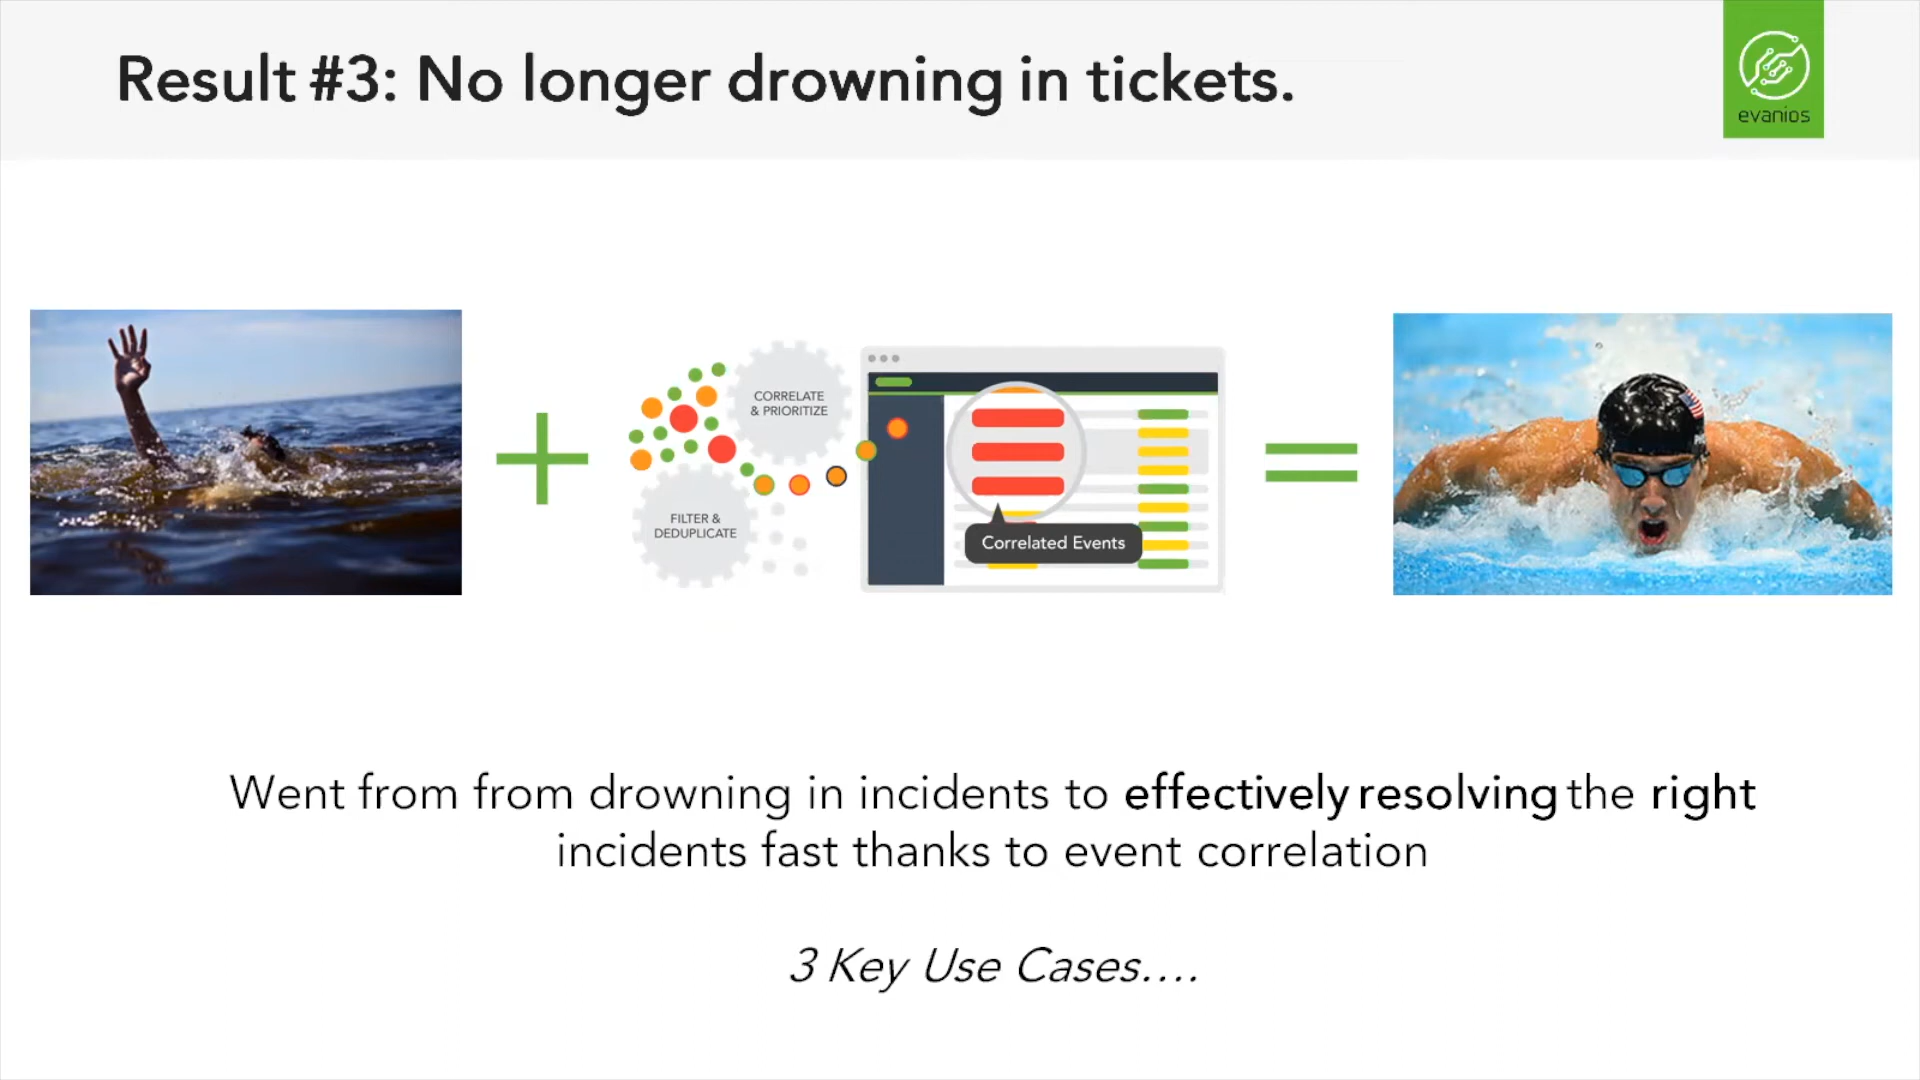 Result #3: No longer drowning in tickets.
evanios
CORRELATE
& PRIORITIZE
FILTER &
DEDUPLICATE
Correlated Events
Went from from drowning in incidents to effectively resolving the right
incidents fast thanks to event correlation
3 Key Use Cases....